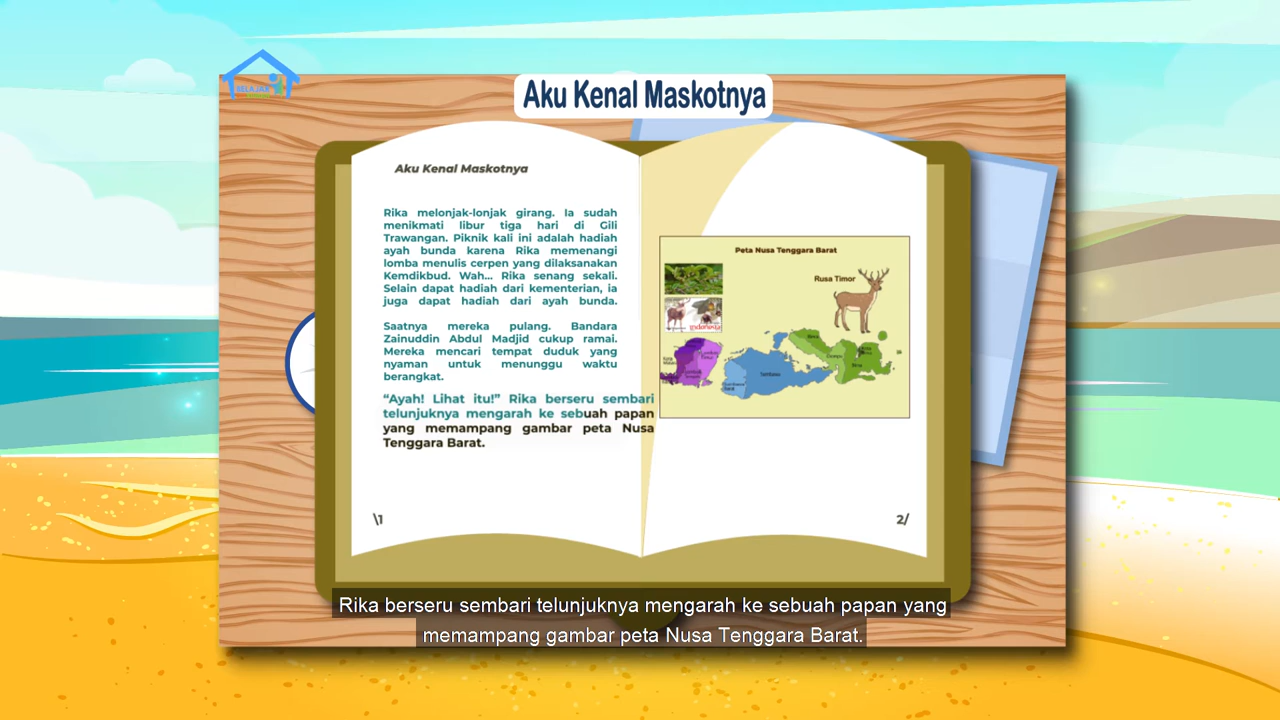 BELAJAR
Aku Kenal Maskotnya
Aku Kenal Maskotnya
Rika melonjak-lonjak girang. Ia sudah
menikmati libur tiga hari di Gili
Trawangan. Piknik kali ini adalah hadiah
ayah bunda karena Rika memenangi
lomba menulis cerpen yang dilaksanakan
Kemdikbud. Wah... Rika senang sekali.
Selain dapat hadiah dari kementerian, ia
juga dapat hadiah dari ayah bunda.
Saatnya mereka pulang. Bandara
Zainuddin Abdul Madjid cukup ramai.
Mereka mencari tempat duduk yang
nyaman untuk menunggu waktu
berangkat.
“Ayah! Lihat itu!” Rika berseru sembari
telunjuknya mengarah ke sebuah papan
yang memampang gambar peta Nusa
Tenggara Barat.
\1
Peta Nusa Tenggara Barat
Rusa Timor
Indonesia
Sumbawa
Dompu
Bima
2/
Rika berseru sembari telunjuknya mengarah ke sebuah papan yang
memampang gambar peta Nusa Tenggara Barat.